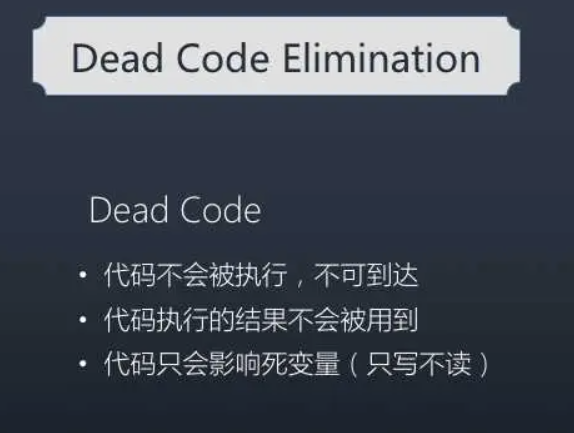 Dead Code Elimination
Dead Code
• 代码不会被执行，不可到达
• 代码执行的结果不会被用到
• 代码只会影响死变量（只写不读）